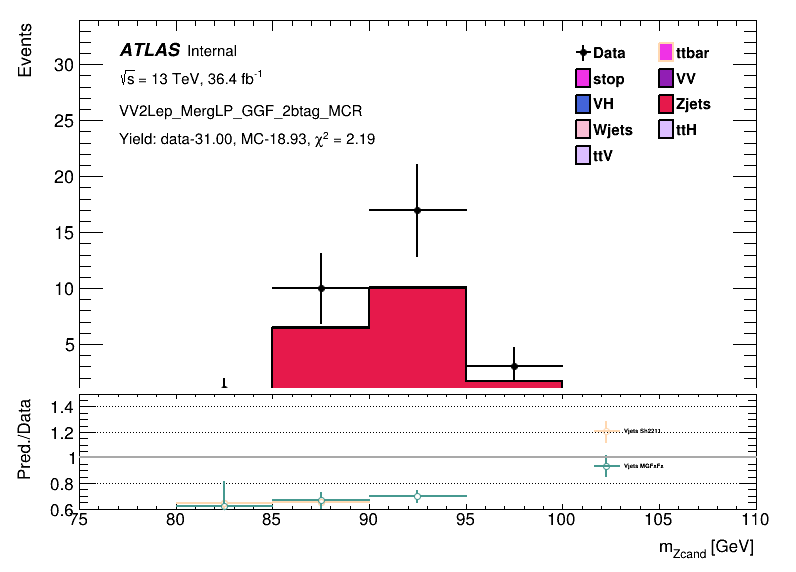 Events
ATLAS Internal
√s = 13 TeV, 36.4 fb⁻¹
VV2Lep_MergLP_GGF_2btag_MCR
Yield: data-31.00, MC-18.93, χ² = 2.19
Data
ttbar
stop
VV
VH
Zjets
Wjets
ttH
ttV
30
25
20
15
10
5
Pred./Data
1.4
1.2
1
0.8
0.6
Vjets Sh2211
Vjets MGFxFx
75 80 85 90 95 100 105 110
m_Zcand [GeV]